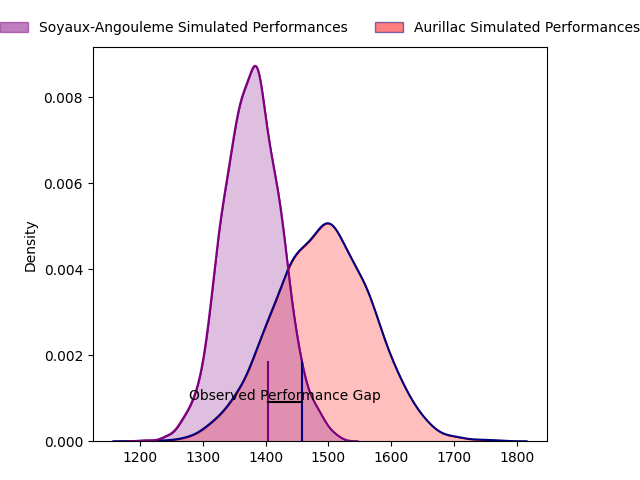 Soyaux-Angouleme Simulated Performances Aurillac Simulated Performances
0.008
0.006
0.004
0.002
0.000
Density
Observed Performance Gap
1200 1300 1400 1500 1600 1700 1800